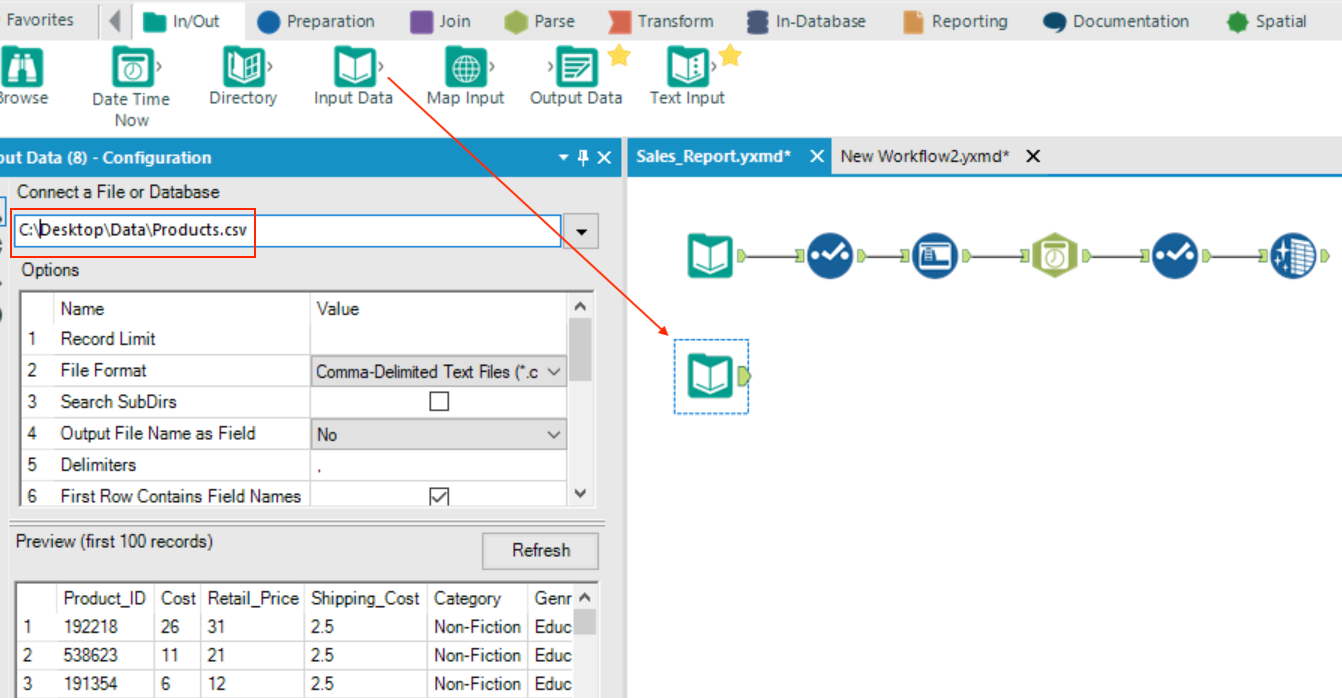 Favorites In/Out Preparation Join Parse Transform In-Database Reporting Documentation Spatial
Browse Date Time Now Directory Input Data Map Input Output Data Text Input
Input Data (8) - Configuration
Sales_Report.yxmd* New Workflow2.yxmd*
Connect a File or Database
C:\Desktop\Data\Products.csv
Options
Name Value
1 Record Limit
2 File Format Comma-Delimited Text Files (*.c
3 Search SubDirs
4 Output File Name as Field No
5 Delimiters ,
6 First Row Contains Field Names
Preview (first 100 records) Refresh
Product_ID Cost Retail_Price Shipping_Cost Category Genr
1 192218 26 31 2.5 Non-Fiction Educ
2 538623 11 21 2.5 Non-Fiction Educ
3 191354 6 12 2.5 Non-Fiction Educ